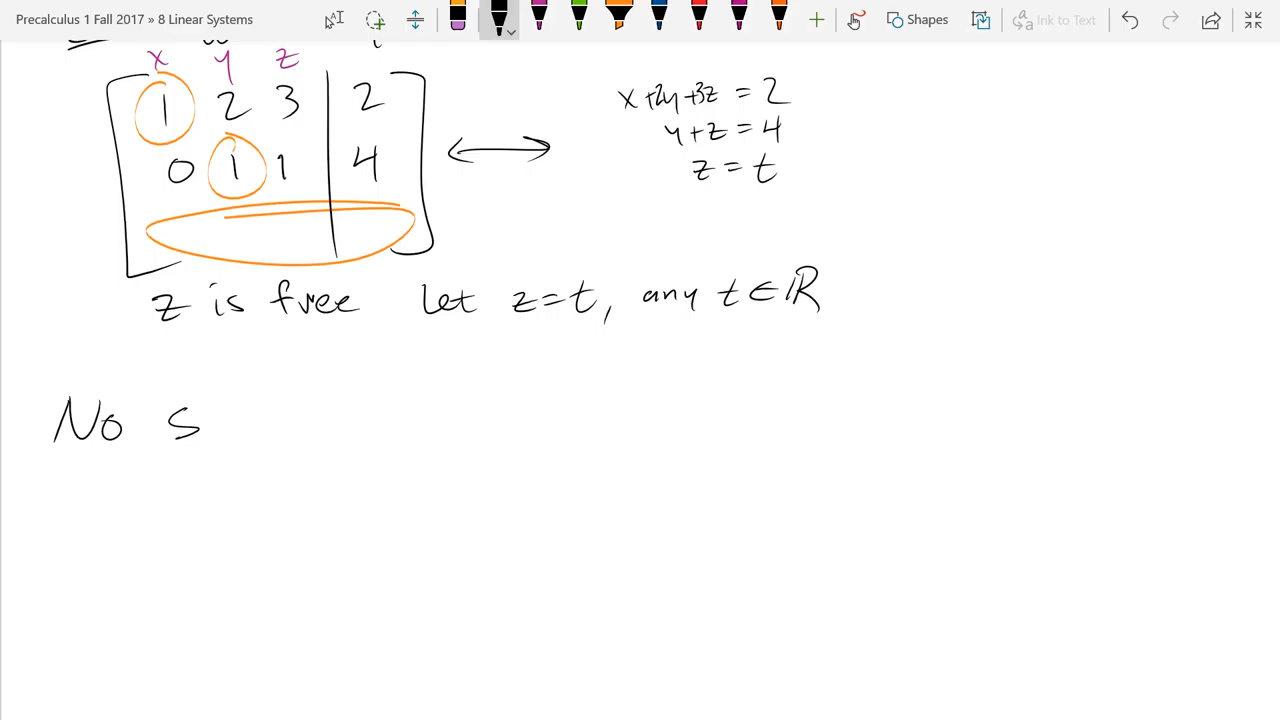 Precalculus 1 Fall 2017 » 8 Linear Systems
Shapes
Ink to Text
x y z
1 2 3 2
0 1 1 4
x+2y+3z = 2
y+z = 4
z = t
z is free let z=t, any t∈ℝ
No s